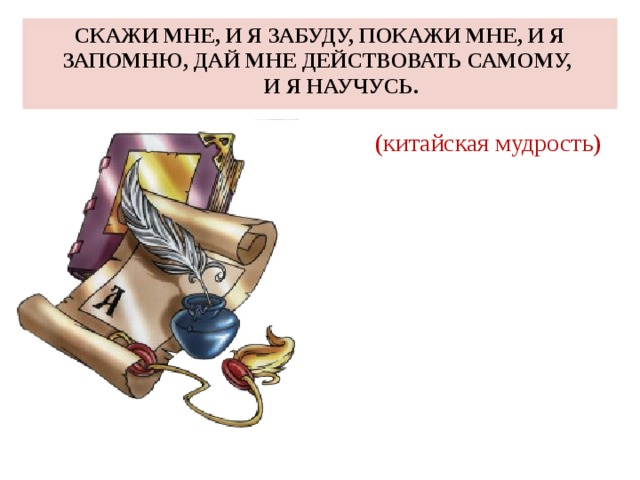 СКАЖИ МНЕ, И Я ЗАБУДУ, ПОКАЖИ МНЕ, И Я
ЗАПОМНЮ, ДАЙ МНЕ ДЕЙСТВОВАТЬ САМОМУ,
И Я НАУЧУСЬ.
(китайская мудрость)
А